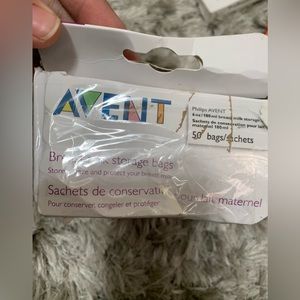 AVENT
Philips AVENT
6 oz/180 ml breast milk storage
Sachets de conservation pour lait
maternel 180 ml
50 bags/sachets
Breast milk storage bags
Store, freeze and protect your breast milk
Sachets de conservation pour lait maternel
Pour conserver, congeler et protéger